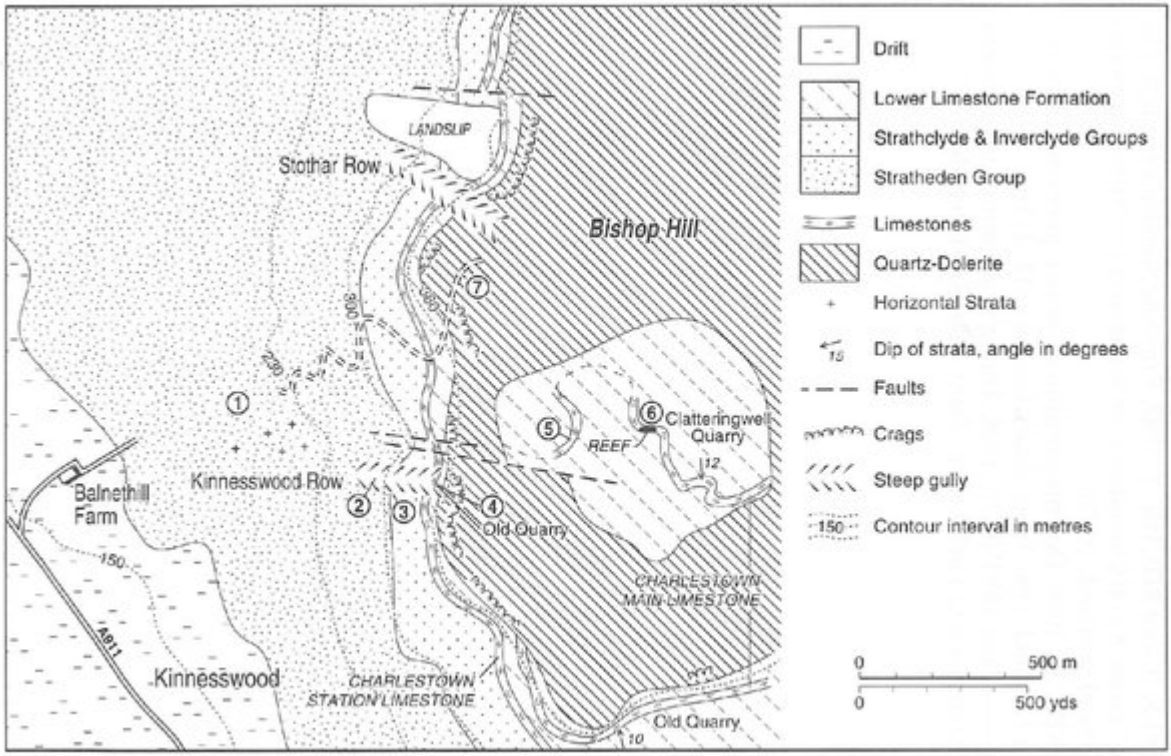 LANDSLIP
Stothar Row
Bishop Hill
300
230
①
⑦
⑤
⑥
REEF
Clatteringwell
Quarry
12
Kinnesswood Row
②
③
④
Old Quarry
Balnethill
Farm
150
A911
Kinnesswood
CHARLESTOWN
MAIN LIMESTONE
CHARLESTOWN
STATION LIMESTONE
Old Quarry
10
Drift
Lower Limestone Formation
Strathclyde & Inverclyde Groups
Stratheden Group
Limestones
Quartz-Dolerite
Horizontal Strata
15
Dip of strata, angle in degrees
Faults
Crags
Steep gully
150
Contour interval in metres
0
500 m
0
500 yds